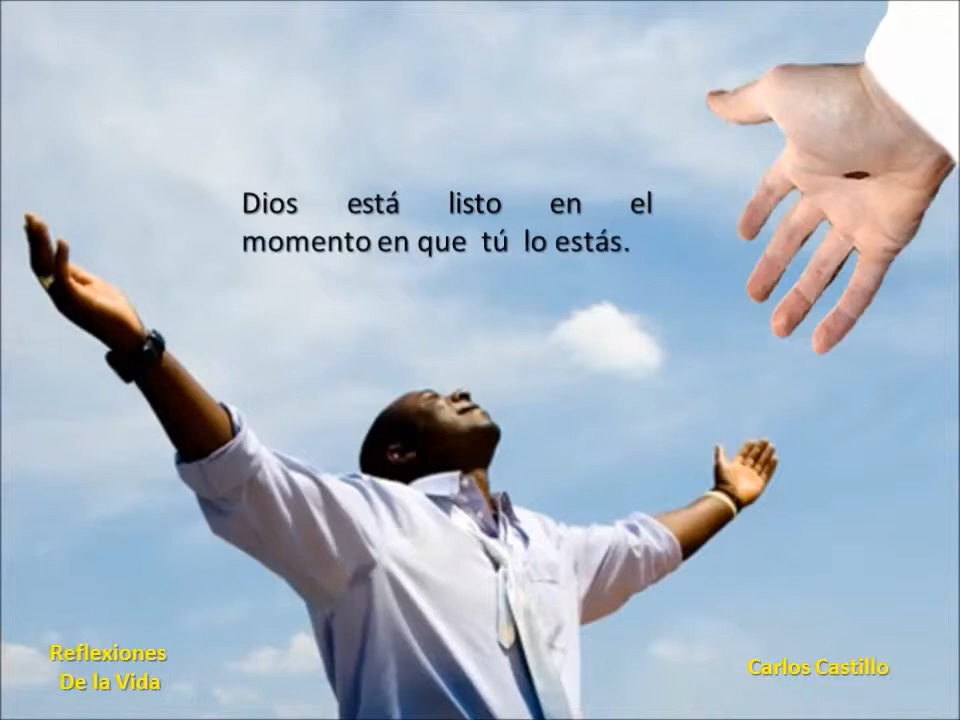 Dios está listo en el
momento en que tú lo estás.
Reflexiones
De la Vida
Carlos Castillo